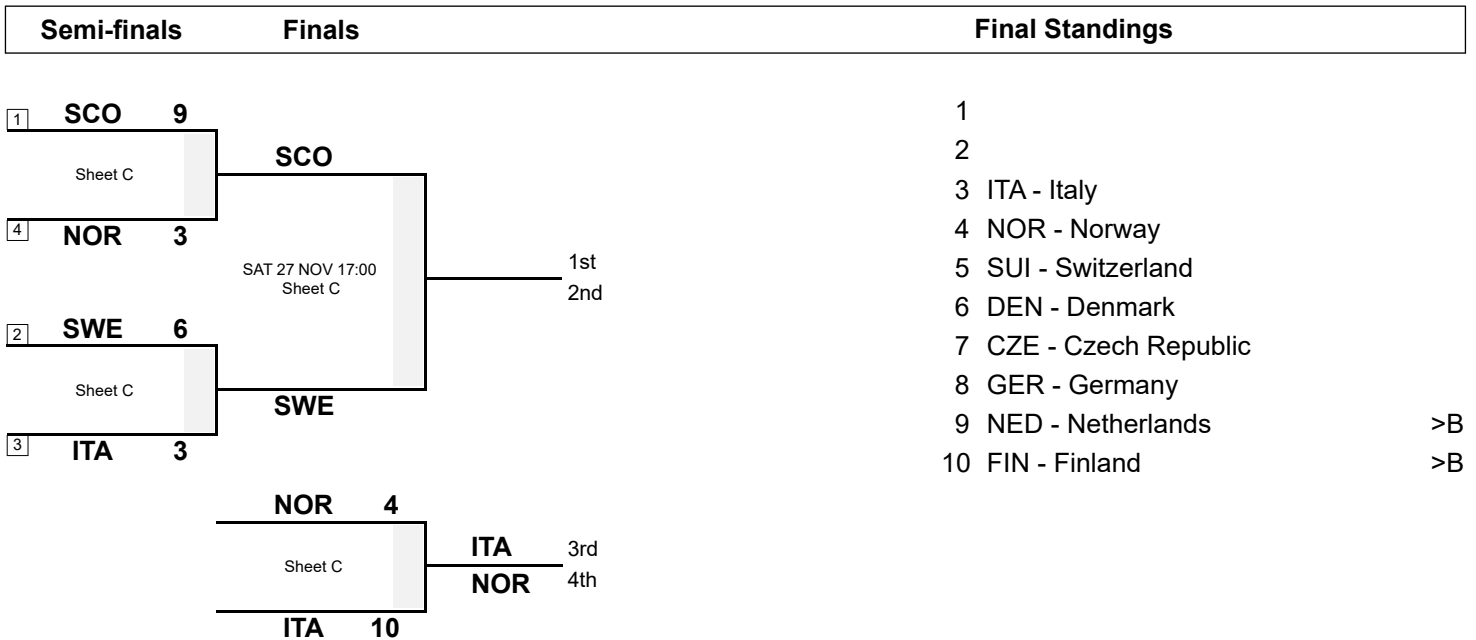 Semi-finals Finals Final Standings
1 SCO 9
Sheet C
4 NOR 3
SCO
SAT 27 NOV 17:00
Sheet C
1st
2nd
2 SWE 6
Sheet C
3 ITA 3
SWE
NOR 4
Sheet C
ITA 10
ITA 3rd
NOR 4th
1
2
3 ITA - Italy
4 NOR - Norway
5 SUI - Switzerland
6 DEN - Denmark
7 CZE - Czech Republic
8 GER - Germany
9 NED - Netherlands >B
10 FIN - Finland >B